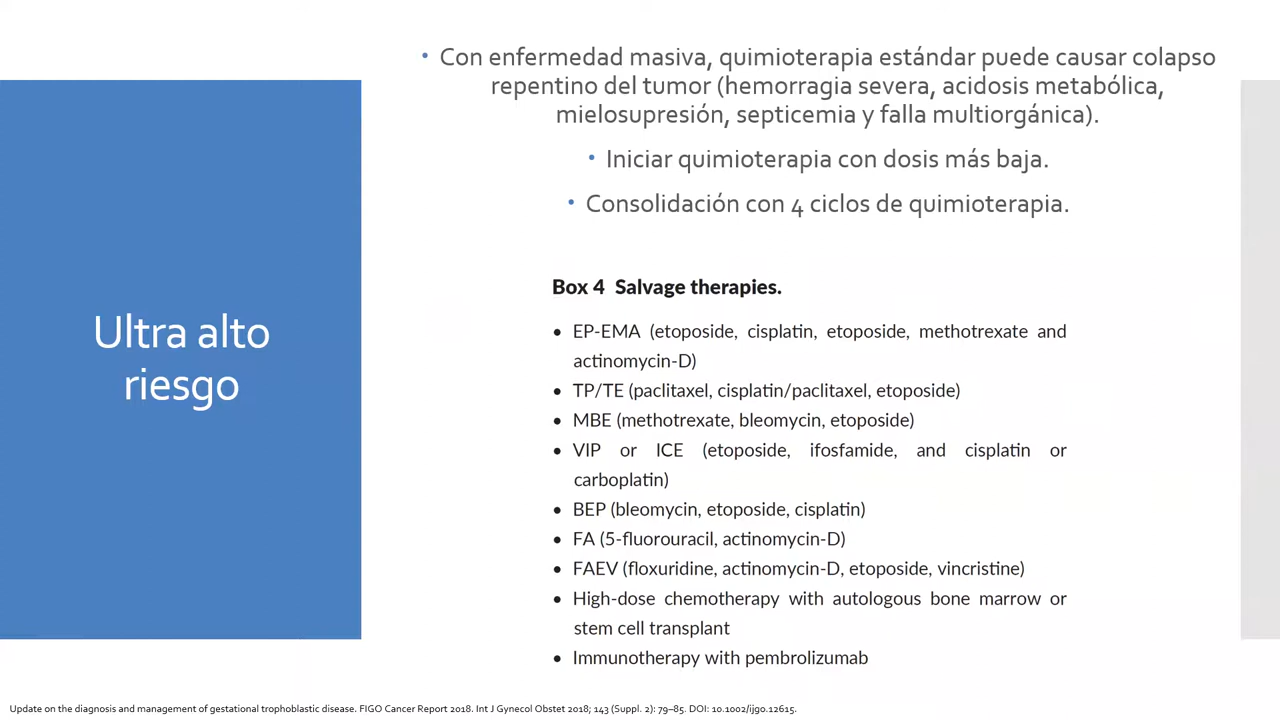 Ultra alto
riesgo
• Con enfermedad masiva, quimioterapia estándar puede causar colapso
repentino del tumor (hemorragia severa, acidosis metabólica,
mielosupresión, septicemia y falla multiorgánica).
• Iniciar quimioterapia con dosis más baja.
• Consolidación con 4 ciclos de quimioterapia.
Box 4 Salvage therapies.
• EP-EMA (etoposide, cisplatin, etoposide, methotrexate and
actinomycin-D)
• TP/TE (paclitaxel, cisplatin/paclitaxel, etoposide)
• MBE (methotrexate, bleomycin, etoposide)
• VIP or ICE (etoposide, ifosfamide, and cisplatin or
carboplatin)
• BEP (bleomycin, etoposide, cisplatin)
• FA (5-fluorouracil, actinomycin-D)
• FAEV (floxuridine, actinomycin-D, etoposide, vincristine)
• High-dose chemotherapy with autologous bone marrow or
stem cell transplant
• Immunotherapy with pembrolizumab
Update on the diagnosis and management of gestational trophoblastic disease. FIGO Cancer Report 2018. Int J Gynecol Obstet 2018; 143 (Suppl. 2): 79–85. DOI: 10.1002/ijgo.12615.